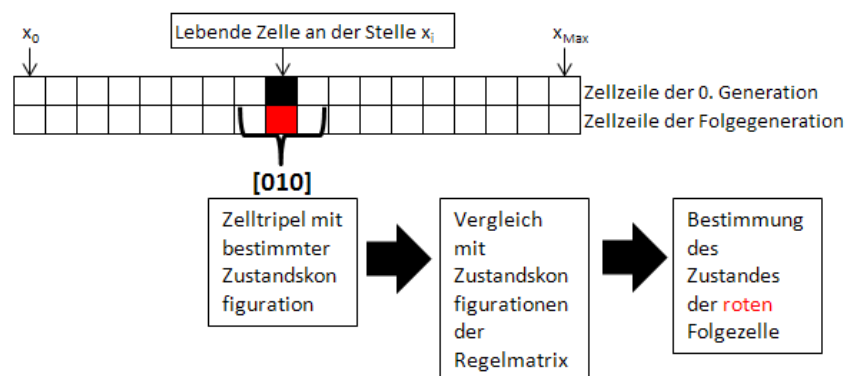 x0
Lebende Zelle an der Stelle xi
xMax
Zellzeile der 0. Generation
Zellzeile der Folgegeneration
[010]
Zelltripel mit
bestimmter
Zustandskon
figuration
Vergleich
mit
Zustandskon
figurationen
der
Regelmatrix
Bestimmung
des
Zustandes
der roten
Folgezelle